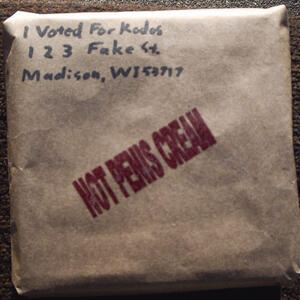 I Voted For Kodos
1 2 3 Fake St.
Madison, WI 53717
NOT PENIS CREAM